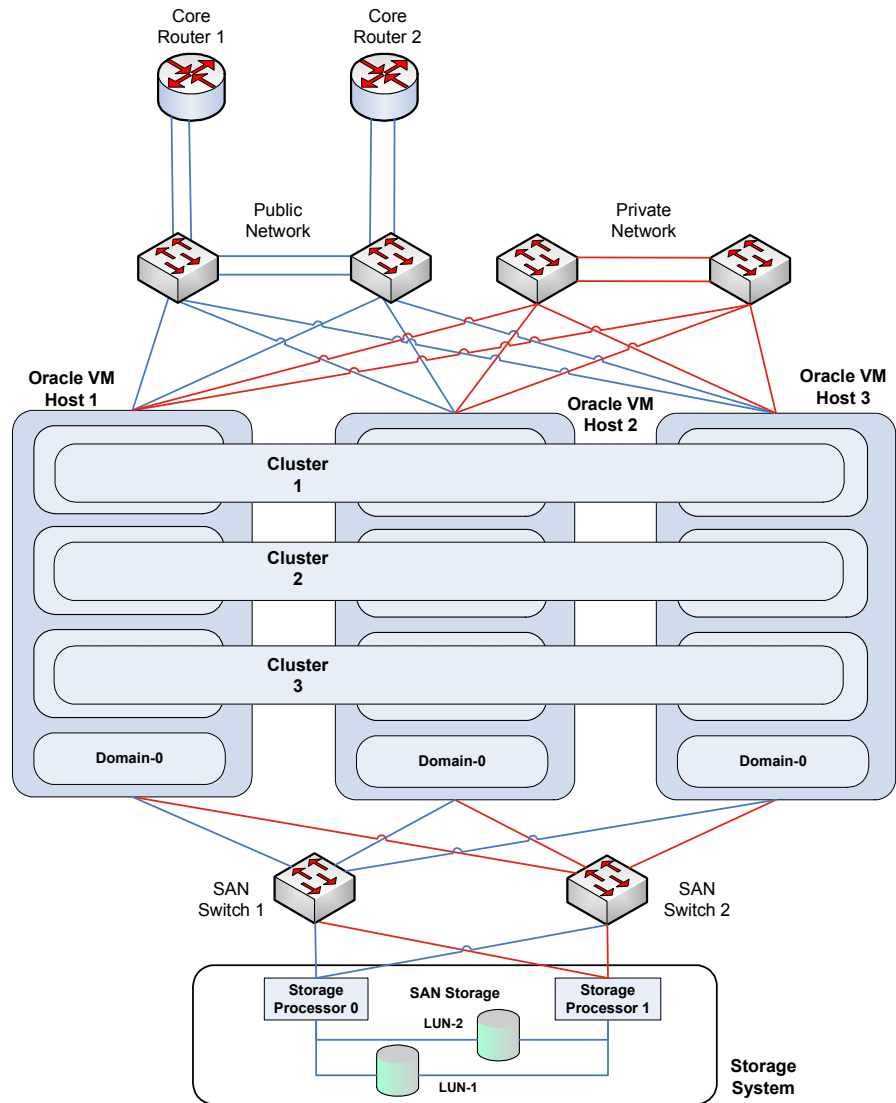 Core
Router 1
Core
Router 2
Public
Network
Private
Network
Oracle VM
Host 1
Oracle VM
Host 2
Oracle VM
Host 3
Cluster
1
Cluster
2
Cluster
3
Domain-0
Domain-0
Domain-0
SAN
Switch 1
SAN
Switch 2
Storage
Processor 0
SAN Storage
Storage
Processor 1
LUN-2
LUN-1
Storage
System